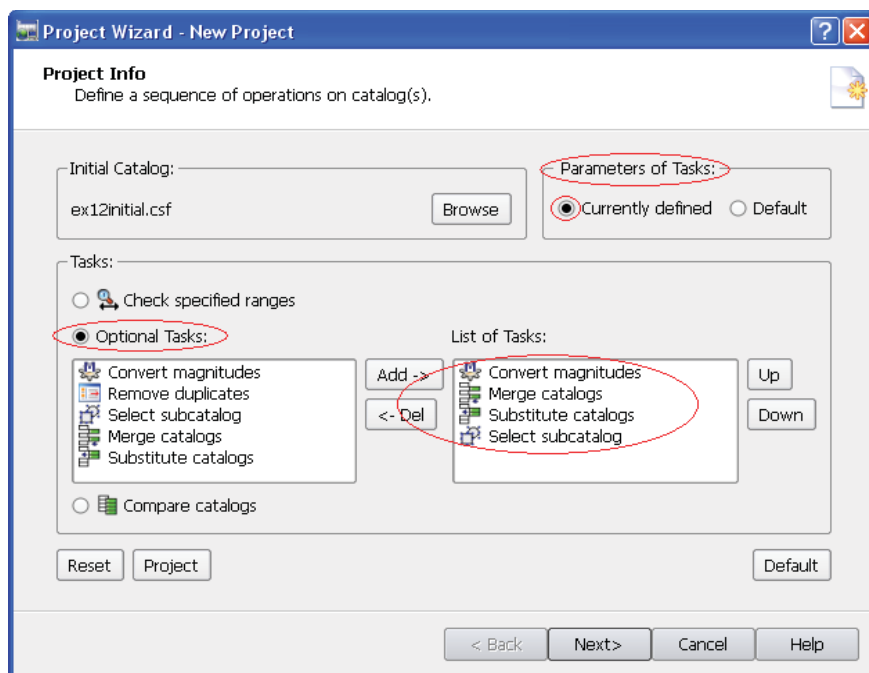 Project Wizard - New Project
Project Info
Define a sequence of operations on catalog(s).
Initial Catalog:
ex12initial.csf
Browse
Parameters of Tasks:
Currently defined
Default
Tasks:
Check specified ranges
Optional Tasks:
Convert magnitudes
Remove duplicates
Select subcatalog
Merge catalogs
Substitute catalogs
Add ->
<- Del
List of Tasks:
Convert magnitudes
Merge catalogs
Substitute catalogs
Select subcatalog
Up
Down
Compare catalogs
Reset
Project
Default
< Back
Next>
Cancel
Help